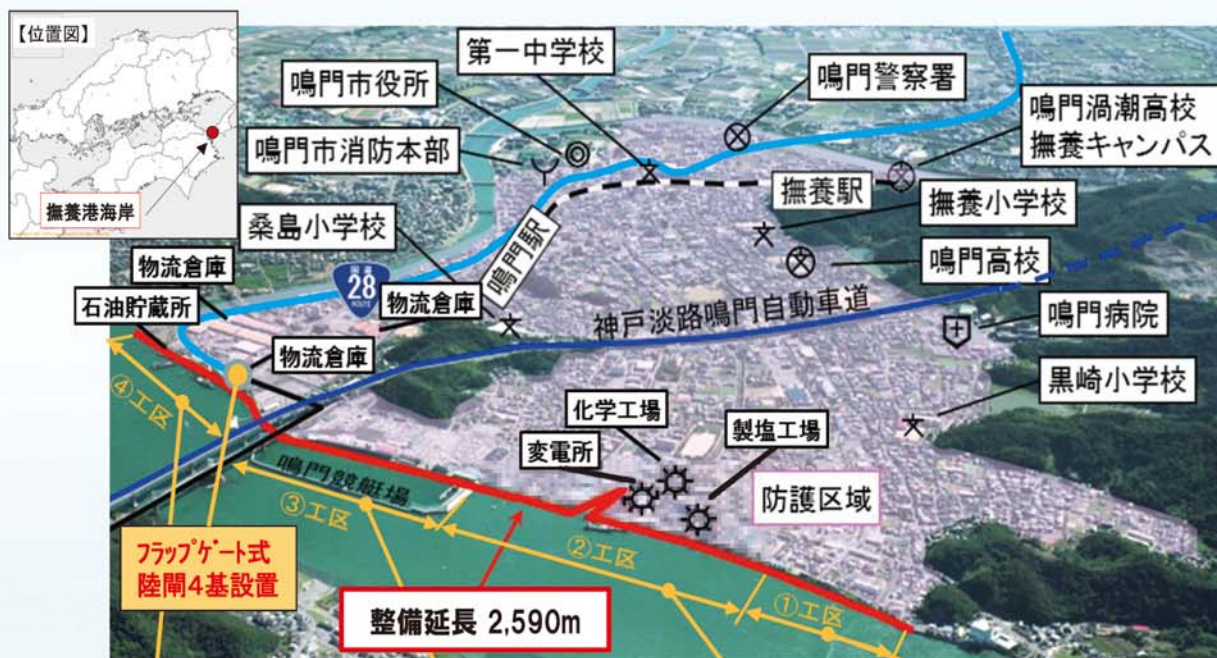 【位置図】
撫養港海岸
第一中学校
鳴門市役所
鳴門警察署
鳴門渦潮高校
撫養キャンパス
鳴門市消防本部
撫養駅
撫養小学校
桑島小学校
鳴門駅
鳴門高校
物流倉庫
国道
28
ROUTE
物流倉庫
石油貯蔵所
神戸淡路鳴門自動車道
鳴門病院
物流倉庫
黒崎小学校
④工区
化学工場
製塩工場
変電所
鳴門競艇場
防護区域
③工区
②工区
フラップゲート式
陸閘4基設置
①工区
整備延長 2,590m